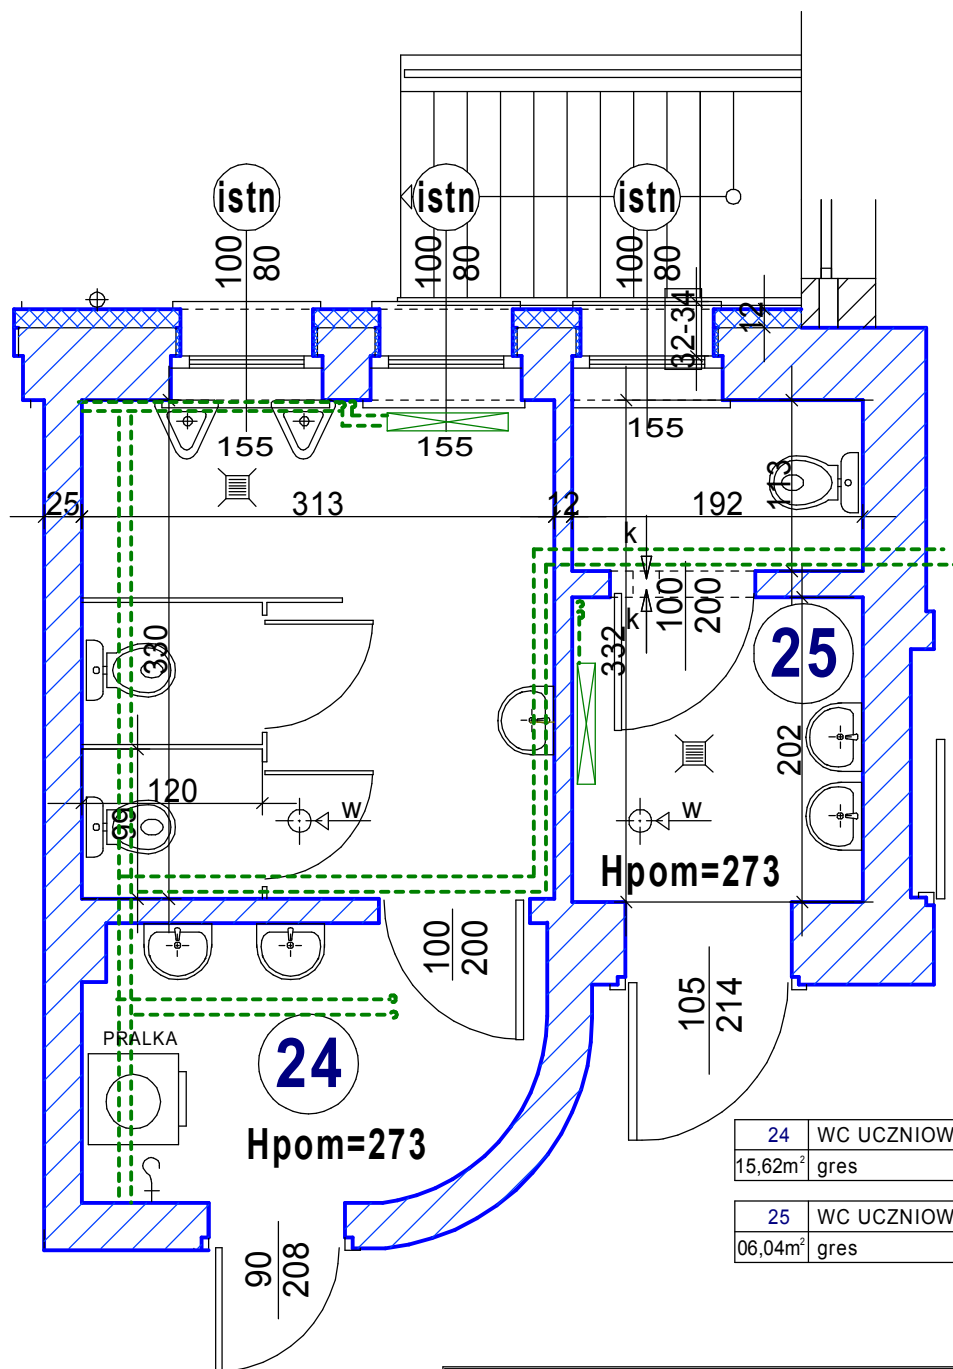 istn
istn
istn
100
80
100
80
100
80
32-34
12
155
155
155
25
313
12
192
113
k
k
100
200
332
330
25
202
120
99
w
w
Hpom=273
100
200
105
214
PRALKA
24
Hpom=273
90
208
24 WC UCZNIOW
15,62m² gres
25 WC UCZNIOW
06,04m² gres